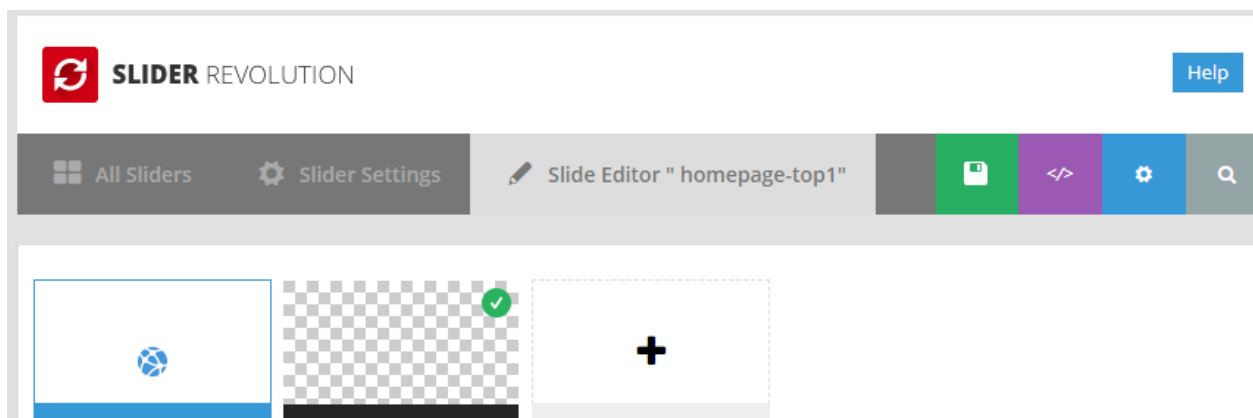 SLIDER REVOLUTION
Help
All Sliders
Slider Settings
Slide Editor " homepage-top1"
</>